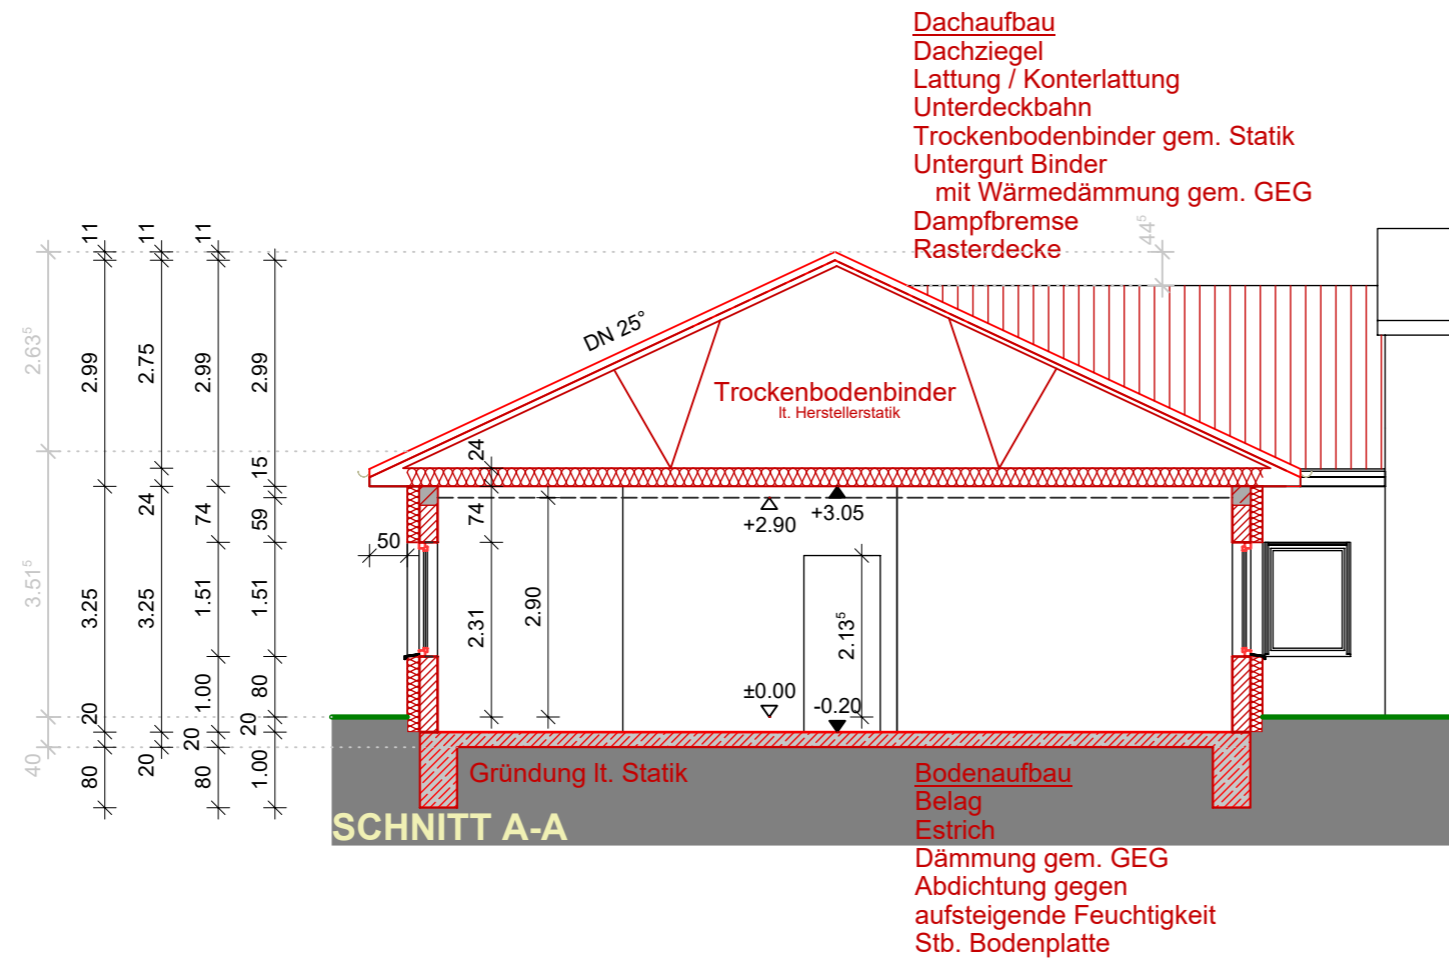 Dachaufbau
Dachziegel
Lattung / Konterlattung
Unterdeckbahn
Trockenbodenbinder gem. Statik
Untergurt Binder
mit Wärmedämmung gem. GEG
Dampfbremse
Rasterdecke
44⁵
11
11
11
2.63⁵
2.99
2.75
2.99
2.99
DN 25°
Trockenbodenbinder
lt. Herstellerstatik
24
15
24
74
59
74
+2.90
+3.05
50
3.51⁵
3.25
3.25
1.51
1.51
2.31
2.90
2.13⁵
1.00
80
±0.00
-0.20
20
20
20
20
40
80
80
1.00
Gründung lt. Statik
SCHNITT A-A
Bodenaufbau
Belag
Estrich
Dämmung gem. GEG
Abdichtung gegen
aufsteigende Feuchtigkeit
Stb. Bodenplatte